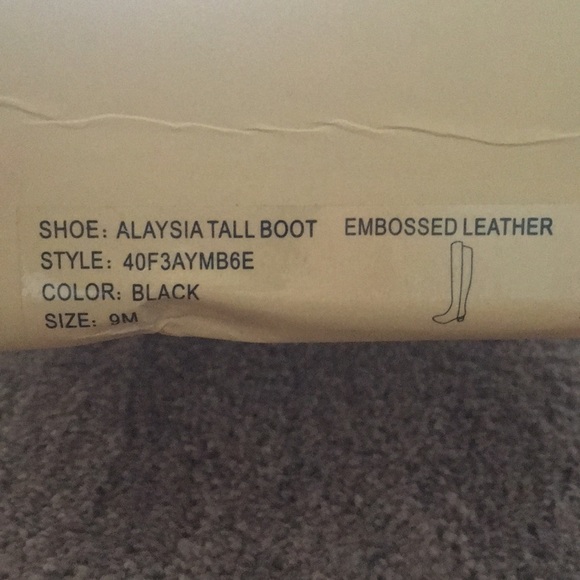 SHOE: ALAYSIA TALL BOOT EMBOSSED LEATHER
STYLE: 40F3AYMB6E
COLOR: BLACK
SIZE: 9M